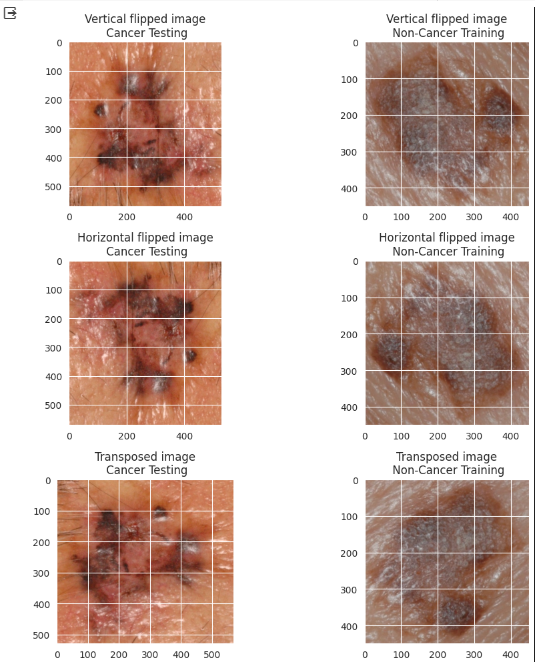 Vertical flipped image
Cancer Testing
0
100
200
300
400
500
0 200 400
Vertical flipped image
Non-Cancer Training
0
100
200
300
400
0 100 200 300 400
Horizontal flipped image
Cancer Testing
0
100
200
300
400
500
0 200 400
Horizontal flipped image
Non-Cancer Training
0
100
200
300
400
0 100 200 300 400
Transposed image
Cancer Testing
0
100
200
300
400
500
0 100 200 300 400 500
Transposed image
Non-Cancer Training
0
100
200
300
400
0 100 200 300 400